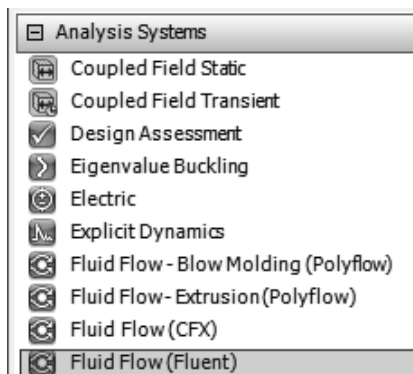 Analysis Systems
Coupled Field Static
Coupled Field Transient
Design Assessment
Eigenvalue Buckling
Electric
Explicit Dynamics
Fluid Flow - Blow Molding (Polyflow)
Fluid Flow- Extrusion (Polyflow)
Fluid Flow (CFX)
Fluid Flow (Fluent)